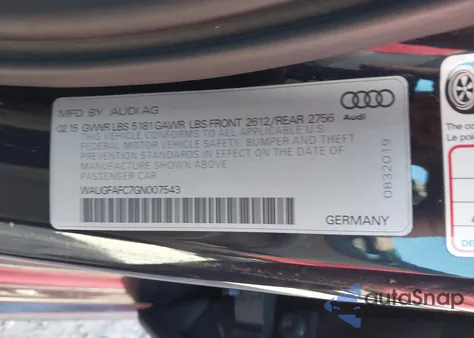 MFD BY AUDI AG
02 15 GVWR LBS 5181 GAWR LBS FRONT 2612/REAR 2756
THIS VEHICLE CONFORMS TO ALL APPLICABLE U.S.
FEDERAL MOTOR VEHICLE SAFETY, BUMPER AND THEFT
PREVENTION STANDARDS IN EFFECT ON THE DATE OF
MANUFACTURE SHOWN ABOVE.
PASSENGER CAR
WAUGFAFC7GN007543
Audi
0832019
GERMANY
Le
autoSnap